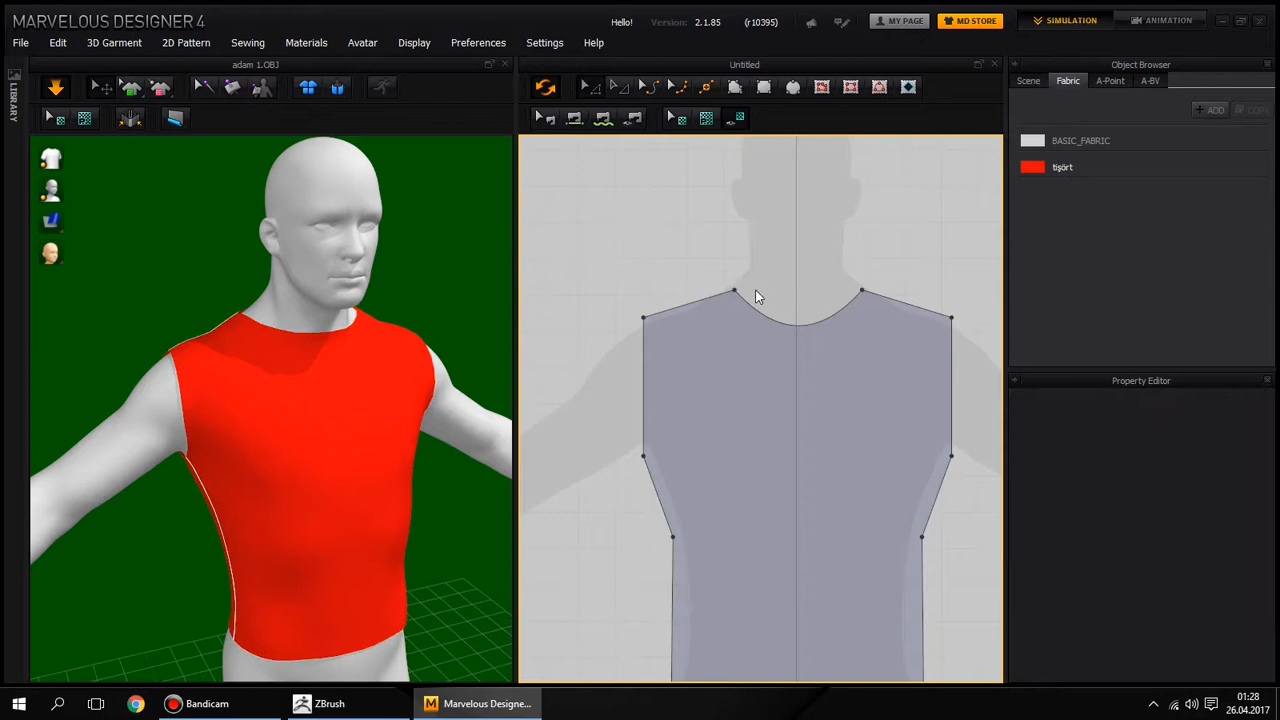 MARVELOUS DESIGNER 4
Hello!
Version: 2.1.85 (r10395)
MY PAGE
MD STORE
SIMULATION
ANIMATION
File Edit 3D Garment 2D Pattern Sewing Materials Avatar Display Preferences Settings Help
LIBRARY
adam 1.OBJ
Untitled
Object Browser
Scene Fabric A-Point A-BV
+ ADD
COPY
BASIC_FABRIC
tişört
Property Editor
Bandicam
ZBrush
Marvelous Designe...
01:28
26.04.2017